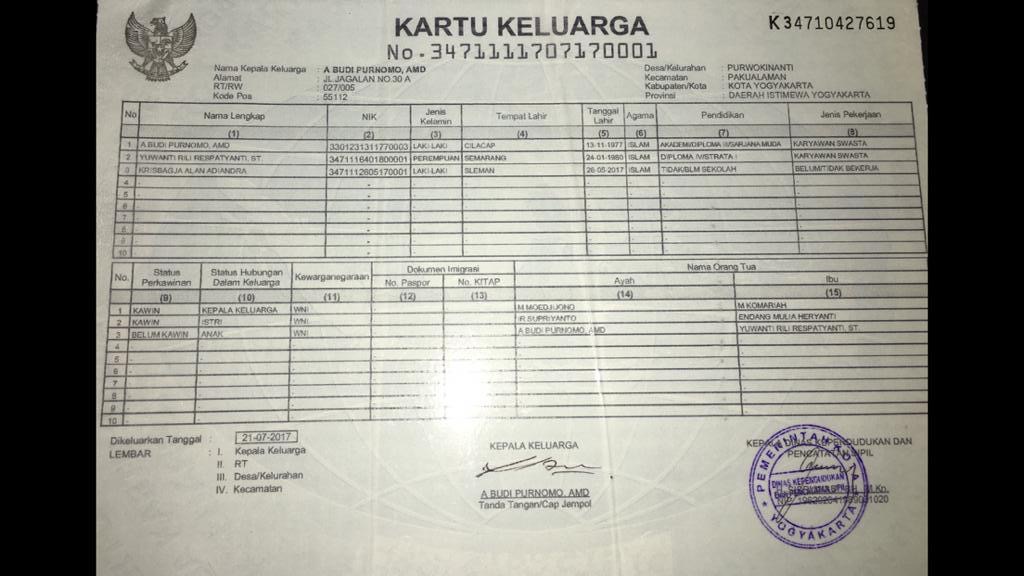 KARTU KELUARGA
No. 3471111707170001
K34710427619
Nama Kepala Keluarga : A BUDI PURNOMO, AMD
Alamat : JL.JAGALAN NO.30 A
RT/RW : 027/005
Kode Pos : 55112
Desa/Kelurahan : PURWOKINANTI
Kecamatan : PAKUALAMAN
Kabupaten/Kota : KOTA YOGYAKARTA
Provinsi : DAERAH ISTIMEWA YOGYAKARTA
No Nama Lengkap NIK Jenis Kelamin Tempat Lahir Tanggal Lahir Agama Pendidikan Jenis Pekerjaan
(1) (2) (3) (4) (5) (6) (7) (8)
1 A BUDI PURNOMO, AMD 3301231311770003 LAKI-LAKI CILACAP 13-11-1977 ISLAM AKADEMI/DIPLOMA III/SARJANA MUDA KARYAWAN SWASTA
2 YUWANTI RILI RESPATYANTI, ST. 3471116401800001 PEREMPUAN SEMARANG 24-01-1980 ISLAM DIPLOMA IV/STRATA I KARYAWAN SWASTA
3 KRISBAGJA ALAN ADIANDRA 3471112605170001 LAKI-LAKI SLEMAN 26-05-2017 ISLAM TIDAK/BLM SEKOLAH BELUM/TIDAK BEKERJA
4 -
5 -
6 -
7 -
8 -
9 -
10 -
No. Status Perkawinan Status Hubungan Dalam Keluarga Kewarganegaraan Dokumen Imigrasi Nama Orang Tua
No. Paspor No. KITAP Ayah Ibu
(9) (10) (11) (12) (13) (14) (15)
1 KAWIN KEPALA KELUARGA WNI M MOEDJIJONO M KOMARIAH
2 KAWIN ISTRI WNI IR SUPRIYANTO ENDANG MULIA HERYANTI
3 BELUM KAWIN ANAK WNI A BUDI PURNOMO, AMD YUWANTI RILI RESPATYANTI, ST.
4 -
5 -
6 -
7 -
8 -
9 -
10 -
Dikeluarkan Tanggal : 21-07-2017
LEMBAR : I. Kepala Keluarga
II. RT
III. Desa/Kelurahan
IV. Kecamatan
KEPALA KELUARGA
A BUDI PURNOMO, AMD
Tanda Tangan/Cap Jempol
KEPALA DINAS KEPENDUDUKAN DAN
PENCATATAN SIPIL
PEMERINTAH KOTA
DINAS KEPENDUDUKAN
DAN PENCATATAN SIPIL
YOGYAKARTA
M.Kn.
NIP.